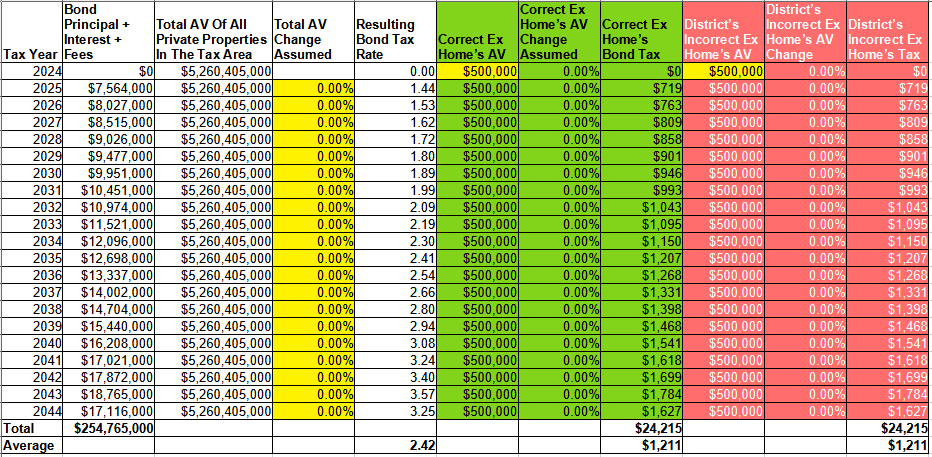 Tax Year Bond Principal + Interest + Fees Total AV Of All Private Properties In The Tax Area Total AV Change Assumed Resulting Bond Tax Rate Correct Ex Home's AV Correct Ex Home's AV Change Assumed Correct Ex Home's Bond Tax District's Incorrect Ex Home's AV District's Incorrect Ex Home's AV Change District's Incorrect Ex Home's Tax
2024 $0 $5,260,405,000 0.00 $500,000 0.00% $0 $500,000 0.00% $0
2025 $7,564,000 $5,260,405,000 0.00% 1.44 $500,000 0.00% $719 $500,000 0.00% $719
2026 $8,027,000 $5,260,405,000 0.00% 1.53 $500,000 0.00% $763 $500,000 0.00% $763
2027 $8,515,000 $5,260,405,000 0.00% 1.62 $500,000 0.00% $809 $500,000 0.00% $809
2028 $9,026,000 $5,260,405,000 0.00% 1.72 $500,000 0.00% $858 $500,000 0.00% $858
2029 $9,477,000 $5,260,405,000 0.00% 1.80 $500,000 0.00% $901 $500,000 0.00% $901
2030 $9,951,000 $5,260,405,000 0.00% 1.89 $500,000 0.00% $946 $500,000 0.00% $946
2031 $10,451,000 $5,260,405,000 0.00% 1.99 $500,000 0.00% $993 $500,000 0.00% $993
2032 $10,974,000 $5,260,405,000 0.00% 2.09 $500,000 0.00% $1,043 $500,000 0.00% $1,043
2033 $11,521,000 $5,260,405,000 0.00% 2.19 $500,000 0.00% $1,095 $500,000 0.00% $1,095
2034 $12,096,000 $5,260,405,000 0.00% 2.30 $500,000 0.00% $1,150 $500,000 0.00% $1,150
2035 $12,698,000 $5,260,405,000 0.00% 2.41 $500,000 0.00% $1,207 $500,000 0.00% $1,207
2036 $13,337,000 $5,260,405,000 0.00% 2.54 $500,000 0.00% $1,268 $500,000 0.00% $1,268
2037 $14,002,000 $5,260,405,000 0.00% 2.66 $500,000 0.00% $1,331 $500,000 0.00% $1,331
2038 $14,704,000 $5,260,405,000 0.00% 2.80 $500,000 0.00% $1,398 $500,000 0.00% $1,398
2039 $15,440,000 $5,260,405,000 0.00% 2.94 $500,000 0.00% $1,468 $500,000 0.00% $1,468
2040 $16,208,000 $5,260,405,000 0.00% 3.08 $500,000 0.00% $1,541 $500,000 0.00% $1,541
2041 $17,021,000 $5,260,405,000 0.00% 3.24 $500,000 0.00% $1,618 $500,000 0.00% $1,618
2042 $17,872,000 $5,260,405,000 0.00% 3.40 $500,000 0.00% $1,699 $500,000 0.00% $1,699
2043 $18,765,000 $5,260,405,000 0.00% 3.57 $500,000 0.00% $1,784 $500,000 0.00% $1,784
2044 $17,116,000 $5,260,405,000 0.00% 3.25 $500,000 0.00% $1,627 $500,000 0.00% $1,627
Total $254,765,000 $24,215 $24,215
Average 2.42 $1,211 $1,211